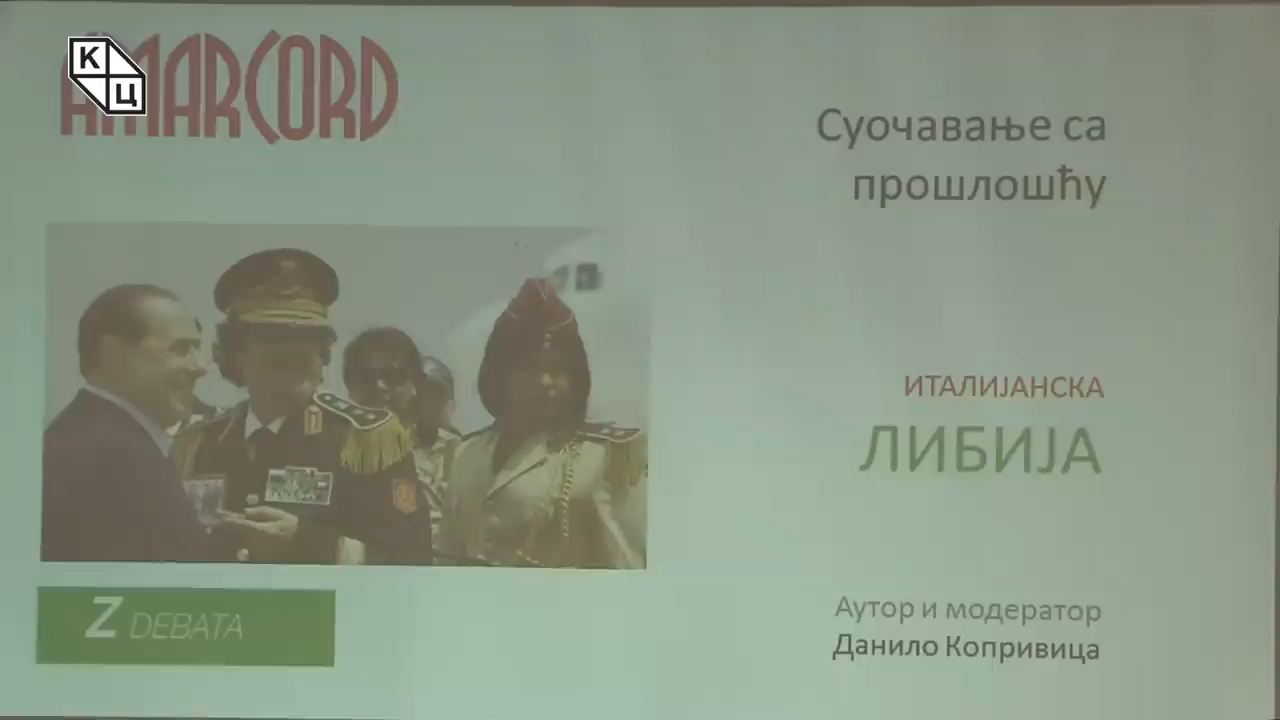 КЦ
AMARCORD
Суочавање са
прошлошћу
ИТАЛИЈАНСКА
ЛИБИЈА
Z DEBATA
Аутор и модератор
Данило Копривица